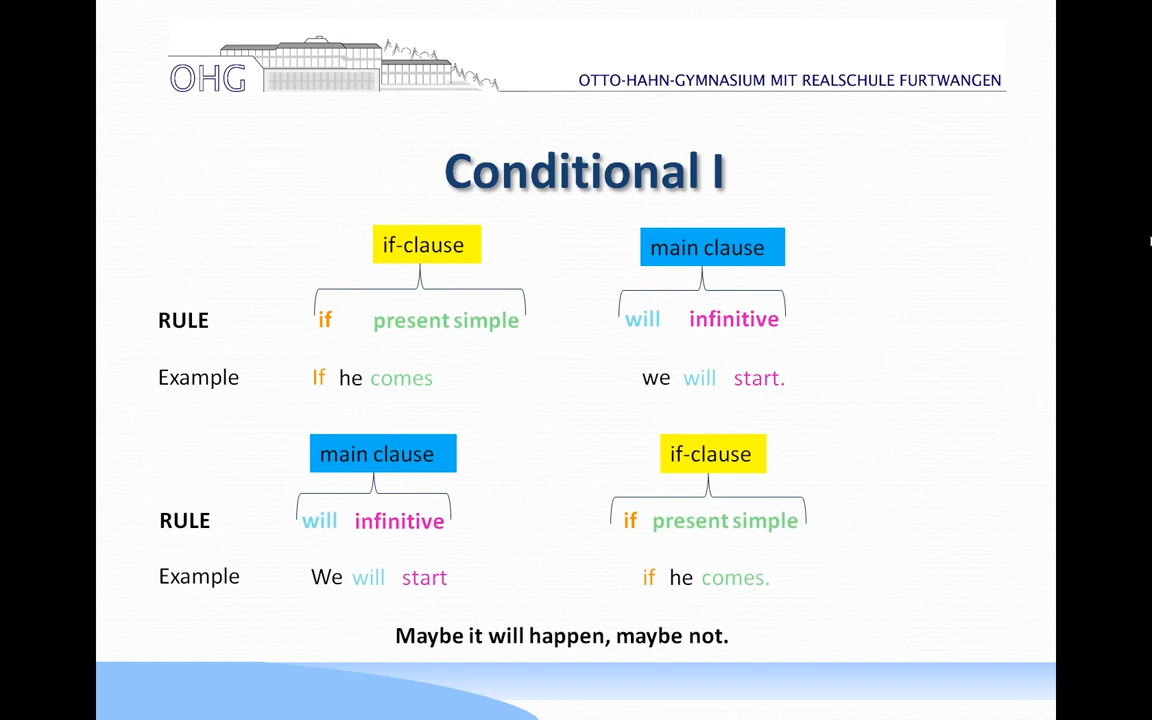 OHG
OTTO-HAHN-GYMNASIUM MIT REALSCHULE FURTWANGEN
Conditional I
if-clause main clause
RULE if present simple will infinitive
Example If he comes we will start.
main clause if-clause
RULE will infinitive if present simple
Example We will start if he comes.
Maybe it will happen, maybe not.